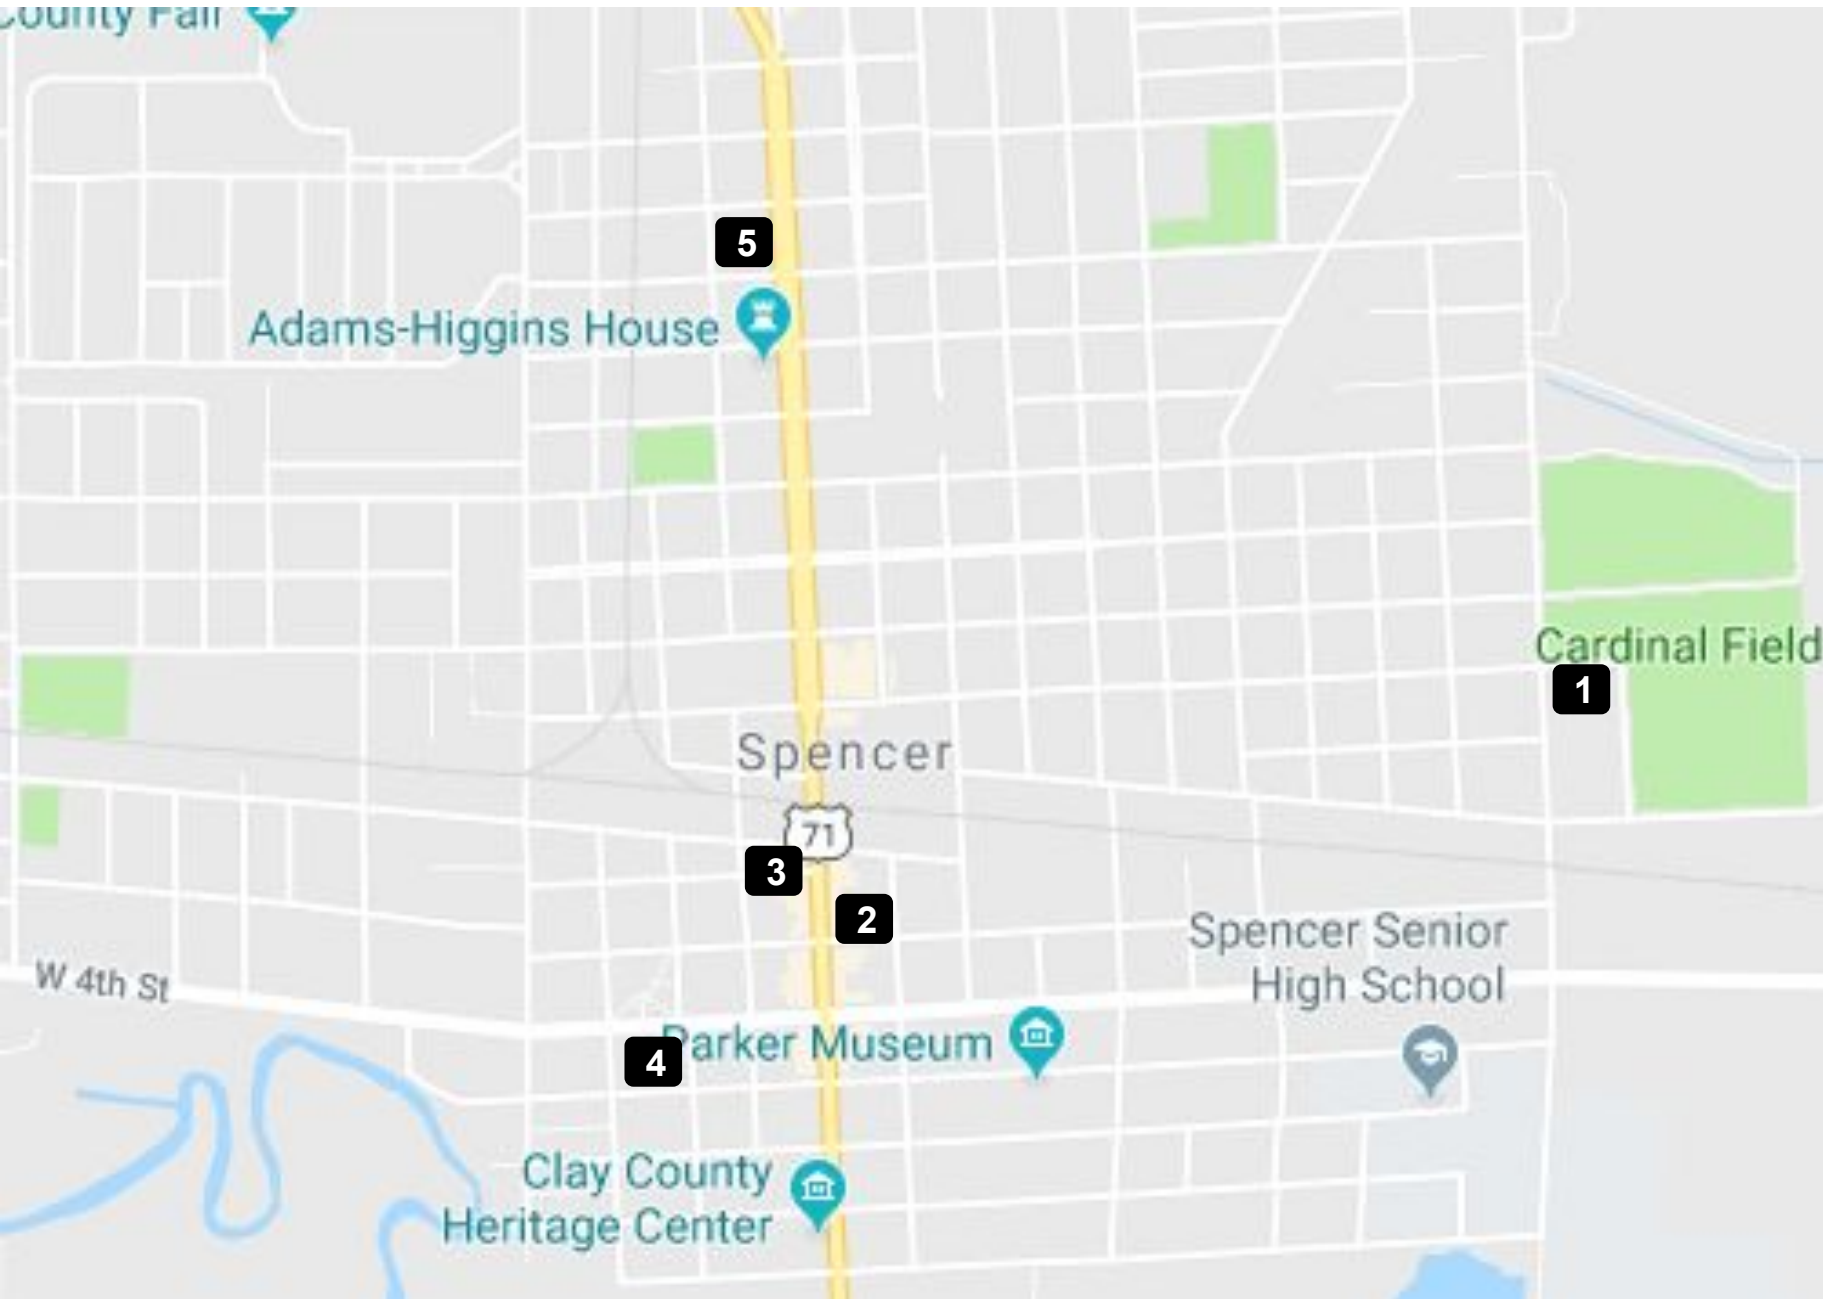 County Fair
5
Adams-Higgins House
Cardinal Field
1
Spencer
71
3
2
Spencer Senior
High School
W 4th St
Parker Museum
4
Clay County
Heritage Center